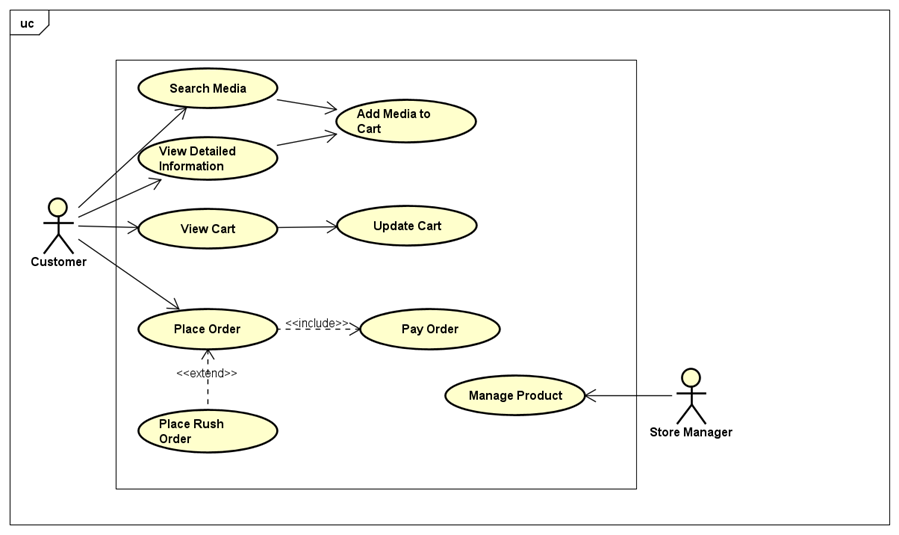 uc
Search Media
Add Media to
Cart
View Detailed
Information
View Cart
Update Cart
Customer
Place Order
<<include>>
Pay Order
<<extend>>
Manage Product
Place Rush
Order
Store Manager